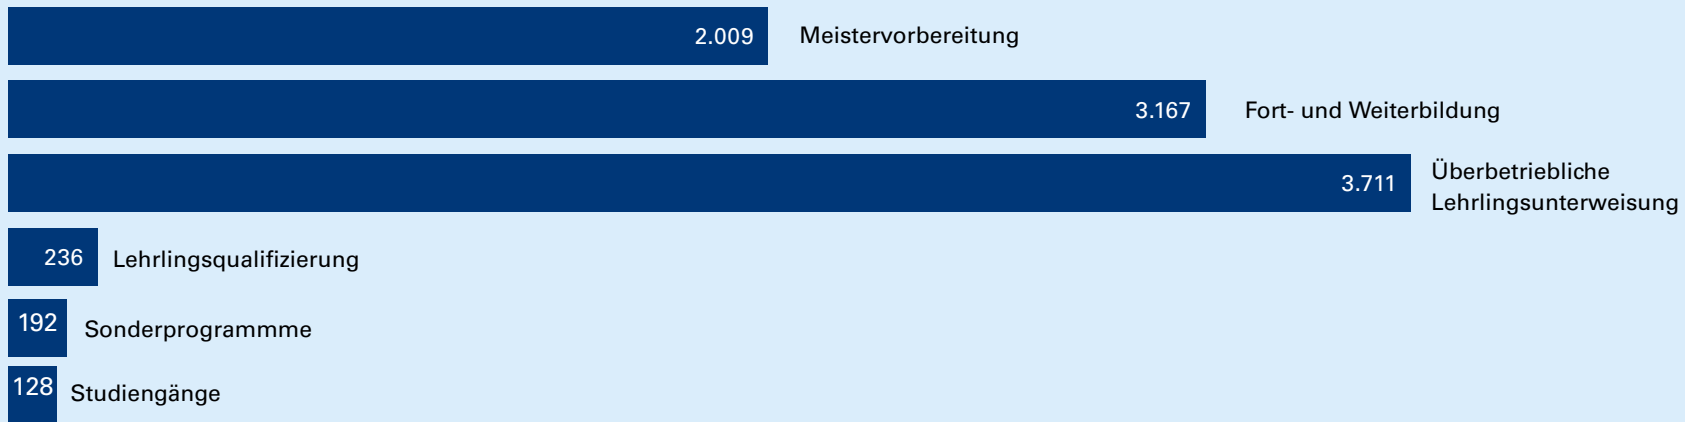 2.009 Meistervorbereitung
3.167 Fort- und Weiterbildung
3.711 Überbetriebliche
Lehrlingsunterweisung
236 Lehrlingsqualifizierung
192 Sonderprogrammme
128 Studiengänge